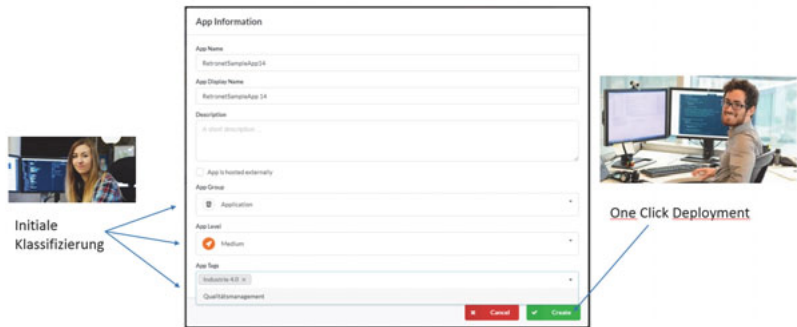 App Information
App Name
RetronetSampleApp14
App Display Name
RetronetSampleApp 14
Description
A short description ...
App is hosted externally
App Group
Application
App Level
Medium
App Tags
Industrie 4.0 ×
Qualitätsmanagement
× Cancel
✓ Create
Initiale
Klassifizierung
One Click Deployment